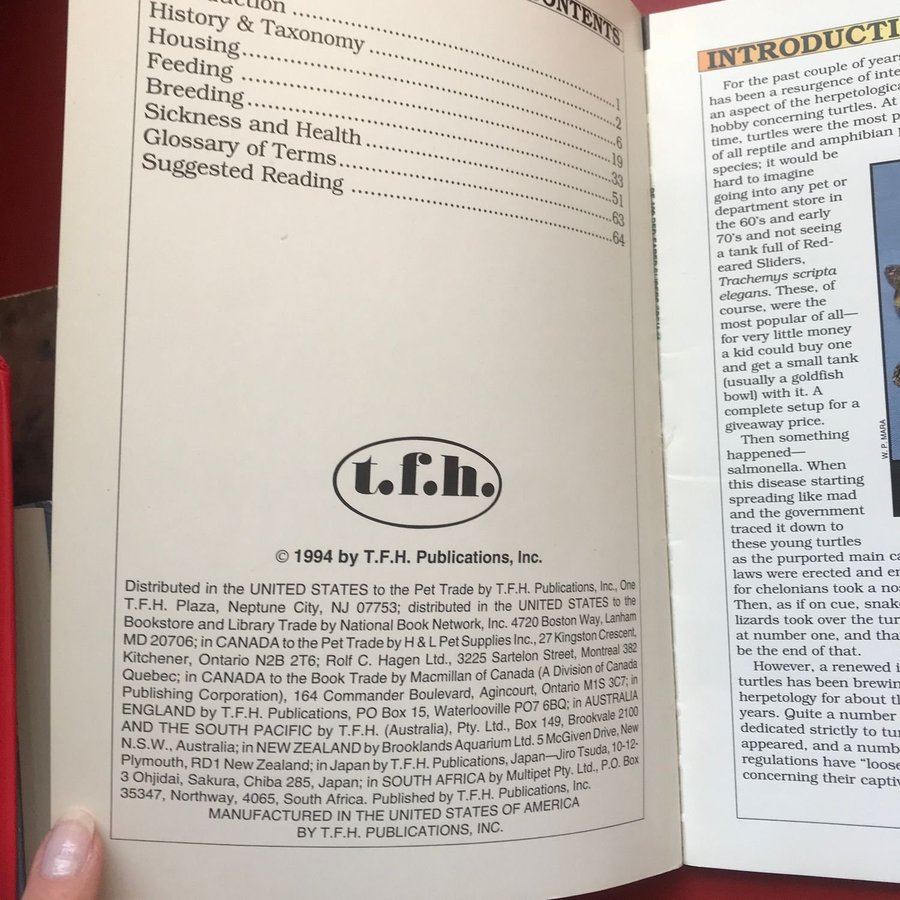 CONTENTS
History & Taxonomy
1
Housing
2
Feeding
6
Breeding
19
Sickness and Health
33
Glossary of Terms
51
Suggested Reading
63
64
t.f.h.
© 1994 by T.F.H. Publications, Inc.
Distributed in the UNITED STATES to the Pet Trade by T.F.H. Publications, Inc., One
T.F.H. Plaza, Neptune City, NJ 07753; distributed in the UNITED STATES to the
Bookstore and Library Trade by National Book Network, Inc. 4720 Boston Way, Lanham
MD 20706; in CANADA to the Pet Trade by H & L Pet Supplies Inc., 27 Kingston Crescent,
Kitchener, Ontario N2B 2T6; Rolf C. Hagen Ltd., 3225 Sartelon Street, Montreal 382
Quebec; in CANADA to the Book Trade by Macmillan of Canada (A Division of Canada
Publishing Corporation), 164 Commander Boulevard, Agincourt, Ontario M1S 3C7; in
ENGLAND by T.F.H. Publications, PO Box 15, Waterlooville PO7 6BQ; in AUSTRALIA
AND THE SOUTH PACIFIC by T.F.H. (Australia), Pty. Ltd., Box 149, Brookvale 2100
N.S.W., Australia; in NEW ZEALAND by Brooklands Aquarium Ltd. 5 McGiven Drive, New
Plymouth, RD1 New Zealand; in Japan by T.F.H. Publications, Japan—Jiro Tsuda, 10-12-
3 Ohjidai, Sakura, Chiba 285, Japan; in SOUTH AFRICA by Multipet Pty. Ltd., P.O. Box
35347, Northway, 4065, South Africa. Published by T.F.H. Publications, Inc.
MANUFACTURED IN THE UNITED STATES OF AMERICA
BY T.F.H. PUBLICATIONS, INC.
INTRODUCTI
For the past couple of years
has been a resurgence of inte
an aspect of the herpetologica
hobby concerning turtles. At
time, turtles were the most p
of all reptile and amphibian
species; it would be
hard to imagine
going into any pet or
department store in
the 60's and early
70's and not seeing
a tank full of Red-
eared Sliders,
Trachemys scripta
elegans. These, of
course, were the
most popular of all—
for very little money
a kid could buy one
and get a small tank
(usually a goldfish
bowl) with it. A
complete setup for a
giveaway price.
Then something
happened—
salmonella. When
this disease starting
spreading like mad
and the government
traced it down to
these young turtles
as the purported main ca
laws were erected and en
for chelonians took a no
Then, as if on cue, snak
lizards took over the tur
at number one, and tha
be the end of that.
However, a renewed i
turtles has been brewin
herpetology for about t
years. Quite a number
dedicated strictly to tu
appeared, and a numb
regulations have “loose
concerning their captiv
W. P. MARA